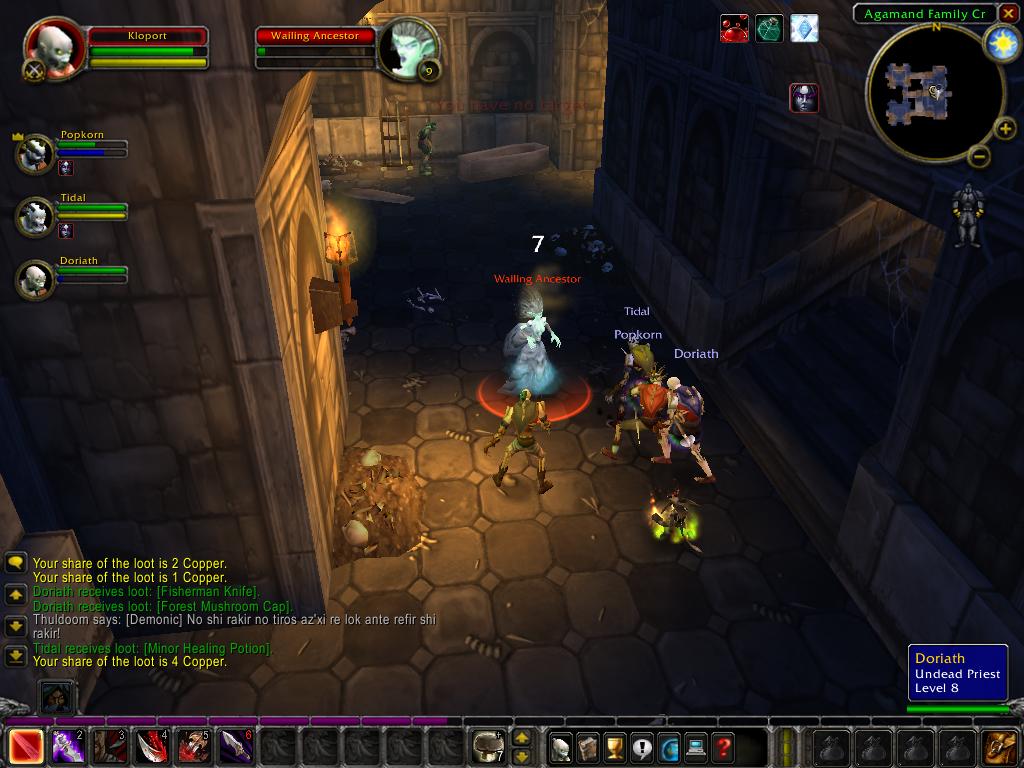 Kloport
Wailing Ancestor
9
Agamand Family Cr
N
You have no target
Popkorn
Tidal
Doriath
7
Wailing Ancestor
Tidal
Popkorn
Doriath
Your share of the loot is 2 Copper.
Your share of the loot is 1 Copper.
Doriath receives loot: [Fisherman Knife].
Doriath receives loot: [Forest Mushroom Cap].
Thuldoom says: [Demonic] No shi rakir no tiros az'xi re lok ante refir shi
rakir!
Tidal receives loot: [Minor Healing Potion].
Your share of the loot is 4 Copper.
Doriath
Undead Priest
Level 8
2 3 4 5 6
7